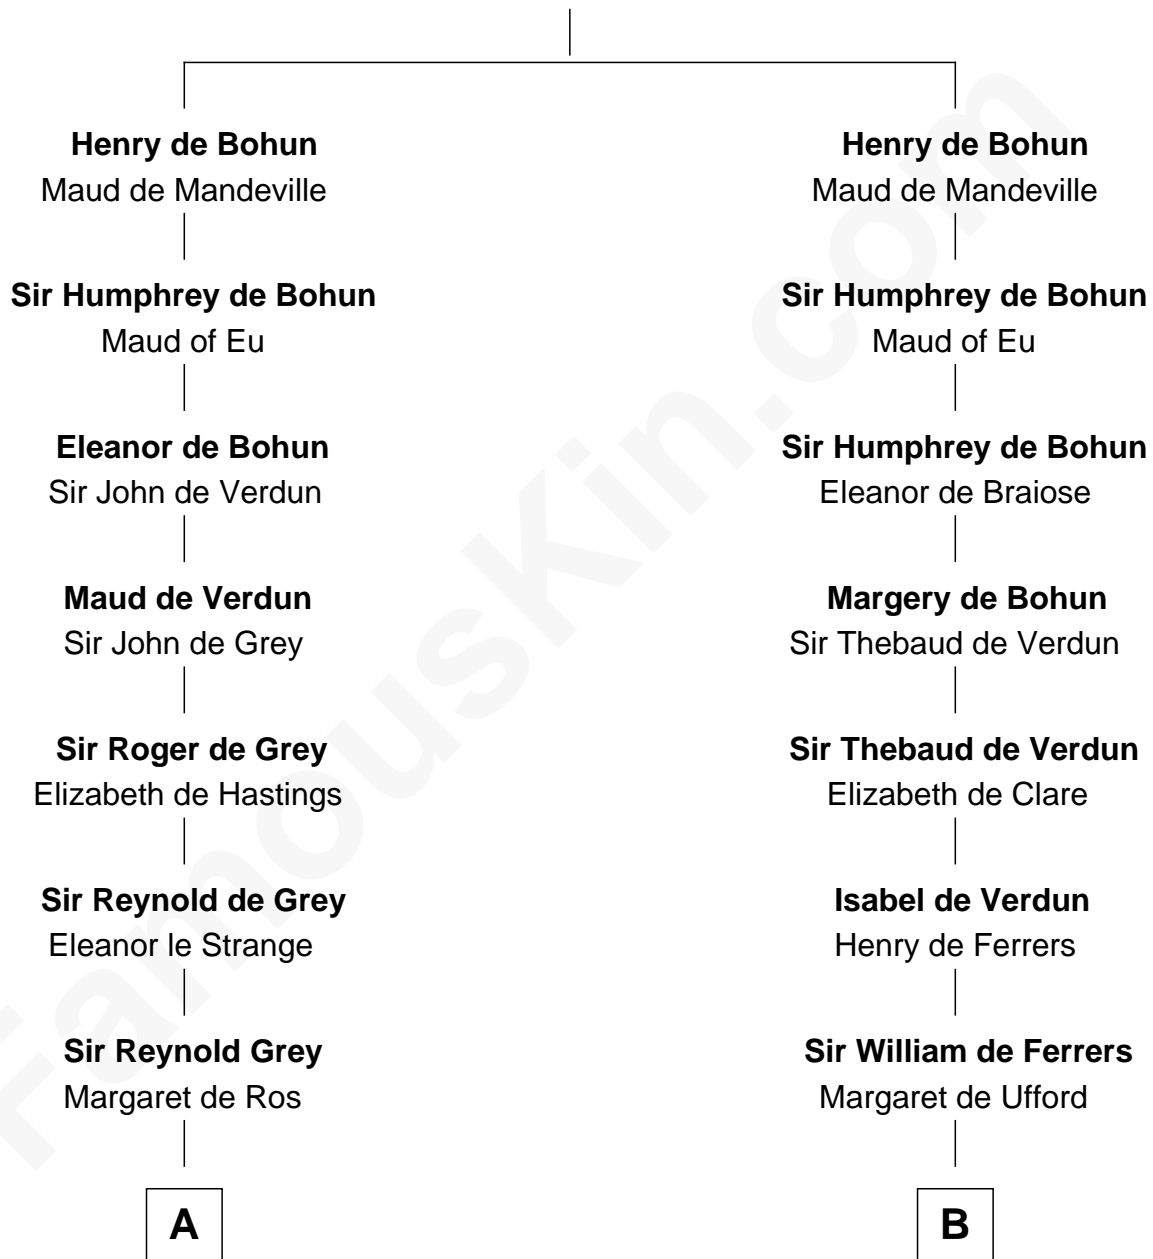 Henry de Bohun
Maud de Mandeville
Sir Humphrey de Bohun
Maud of Eu
Eleanor de Bohun
Sir John de Verdun
Maud de Verdun
Sir John de Grey
Sir Roger de Grey
Elizabeth de Hastings
Sir Reynold de Grey
Eleanor le Strange
Sir Reynold Grey
Margaret de Ros
A
Henry de Bohun
Maud de Mandeville
Sir Humphrey de Bohun
Maud of Eu
Sir Humphrey de Bohun
Eleanor de Braiose
Margery de Bohun
Sir Thebaud de Verdun
Sir Thebaud de Verdun
Elizabeth de Clare
Isabel de Verdun
Henry de Ferrers
Sir William de Ferrers
Margaret de Ufford
B
FamousKin.com